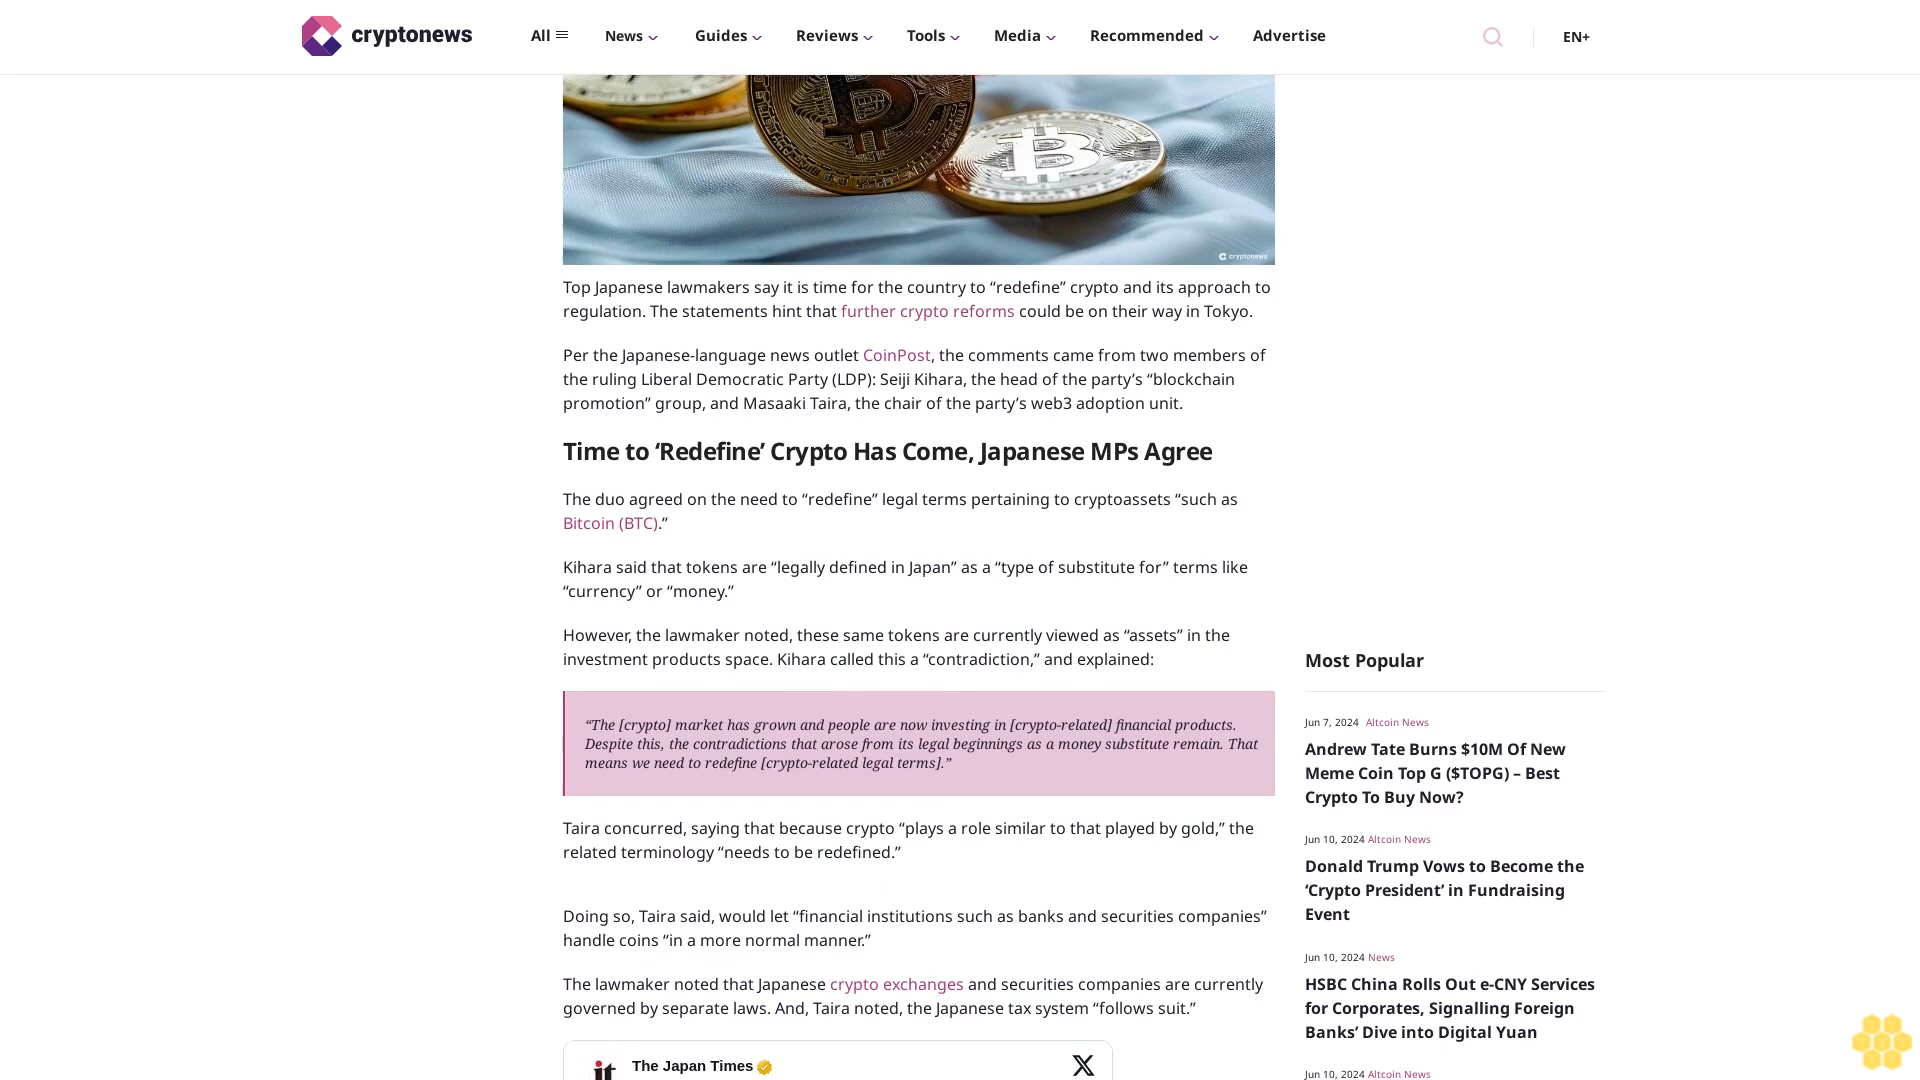 cryptonews
All
News
Guides
Reviews
Tools
Media
Recommended
Advertise
EN+
cryptonews
Top Japanese lawmakers say it is time for the country to “redefine” crypto and its approach to
regulation. The statements hint that further crypto reforms could be on their way in Tokyo.
Per the Japanese-language news outlet CoinPost, the comments came from two members of
the ruling Liberal Democratic Party (LDP): Seiji Kihara, the head of the party’s “blockchain
promotion” group, and Masaaki Taira, the chair of the party’s web3 adoption unit.
Time to ‘Redefine’ Crypto Has Come, Japanese MPs Agree
The duo agreed on the need to “redefine” legal terms pertaining to cryptoassets “such as
Bitcoin (BTC).”
Kihara said that tokens are “legally defined in Japan” as a “type of substitute for” terms like
“currency” or “money.”
However, the lawmaker noted, these same tokens are currently viewed as “assets” in the
investment products space. Kihara called this a “contradiction,” and explained:
“The [crypto] market has grown and people are now investing in [crypto-related] financial products.
Despite this, the contradictions that arose from its legal beginnings as a money substitute remain. That
means we need to redefine [crypto-related legal terms].”
Taira concurred, saying that because crypto “plays a role similar to that played by gold,” the
related terminology “needs to be redefined.”
Doing so, Taira said, would let “financial institutions such as banks and securities companies”
handle coins “in a more normal manner.”
The lawmaker noted that Japanese crypto exchanges and securities companies are currently
governed by separate laws. And, Taira noted, the Japanese tax system “follows suit.”
The Japan Times
Most Popular
Jun 7, 2024 Altcoin News
Andrew Tate Burns $10M Of New
Meme Coin Top G ($TOPG) – Best
Crypto To Buy Now?
Jun 10, 2024 Altcoin News
Donald Trump Vows to Become the
‘Crypto President’ in Fundraising
Event
Jun 10, 2024 News
HSBC China Rolls Out e-CNY Services
for Corporates, Signalling Foreign
Banks’ Dive into Digital Yuan
Jun 10, 2024 Altcoin News